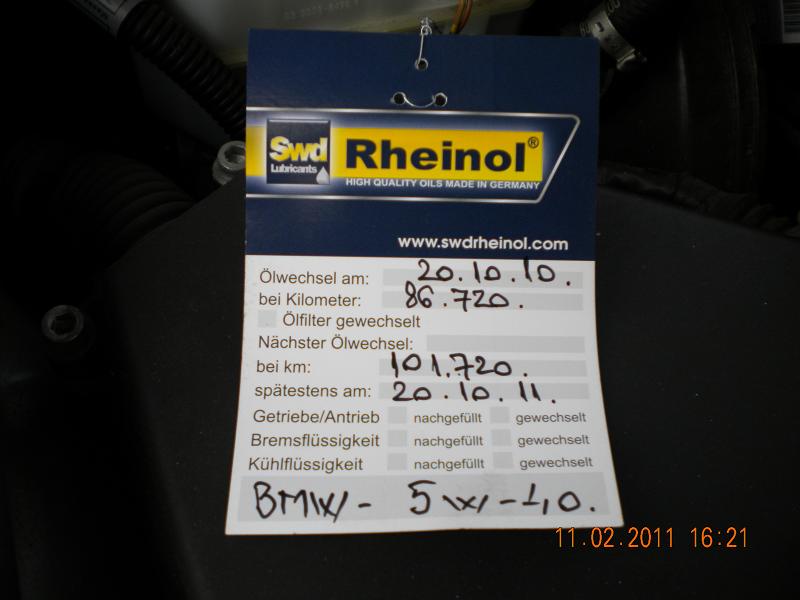 Swd
Lubricants
Rheinol®
HIGH QUALITY OILS MADE IN GERMANY
www.swdrheinol.com
Ölwechsel am: 20.10.10.
bei Kilometer: 86.720.
Ölfilter gewechselt
Nächster Ölwechsel:
bei km: 101.720.
spätestens am: 20.10.11.
Getriebe/Antrieb nachgefüllt gewechselt
Bremsflüssigkeit nachgefüllt gewechselt
Kühlflüssigkeit nachgefüllt gewechselt
BMW - 5W-40.
11.02.2011 16:21